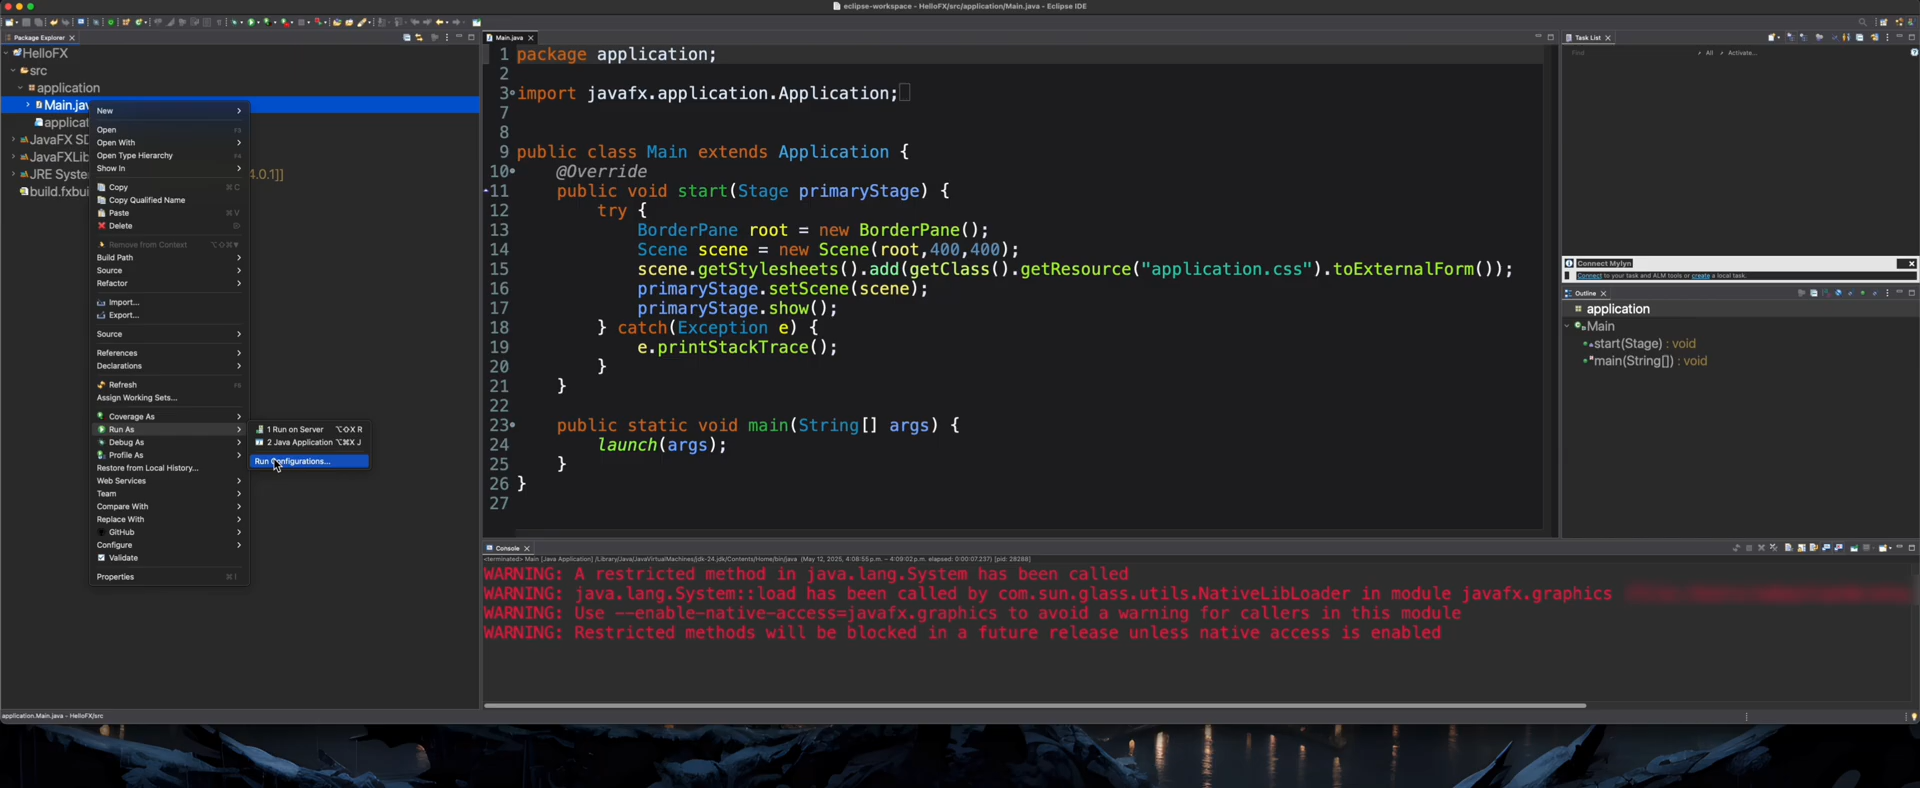 eclipse-workspace - HelloFX/src/application/Main.java - Eclipse IDE
Package Explorer
HelloFX
src
application
Main.jav
applicat
JavaFX SD
JavaFXLib
JRE Syste
4.0.1]]
build.fxbui
New
Open F3
Open With
Open Type Hierarchy F4
Show In
Copy ⌘C
Copy Qualified Name
Paste ⌘V
Delete
Remove from Context
Build Path
Source
Refactor
Import...
Export...
Source
References
Declarations
Refresh F5
Assign Working Sets...
Coverage As
Run As
Debug As
Profile As
Restore from Local History...
Web Services
Team
Compare With
Replace With
GitHub
Configure
Validate
Properties ⌘I
1 Run on Server ⌥⇧X R
2 Java Application ⌥⌘X J
Run Configurations...
Main.java
1 package application;
2
3 import javafx.application.Application;
7
8
9 public class Main extends Application {
10 @Override
11 public void start(Stage primaryStage) {
12 try {
13 BorderPane root = new BorderPane();
14 Scene scene = new Scene(root,400,400);
15 scene.getStylesheets().add(getClass().getResource("application.css").toExternalForm());
16 primaryStage.setScene(scene);
17 primaryStage.show();
18 } catch(Exception e) {
19 e.printStackTrace();
20 }
21 }
22
23 public static void main(String[] args) {
24 launch(args);
25 }
26 }
27
Console
<terminated> Main [Java Application] /Library/Java/JavaVirtualMachines/jdk-24.jdk/Contents/Home/bin/java (May 12, 2025, 4:08:55 p.m. – 4:09:02 p.m. elapsed: 0:00:07.237) [pid: 28288]
WARNING: A restricted method in java.lang.System has been called
WARNING: java.lang.System::load has been called by com.sun.glass.utils.NativeLibLoader in module javafx.graphics
WARNING: Use --enable-native-access=javafx.graphics to avoid a warning for callers in this module
WARNING: Restricted methods will be blocked in a future release unless native access is enabled
Task List
Find
All
Activate...
Connect Mylyn
Connect to your task and ALM tools or create a local task.
Outline
application
Main
start(Stage) : void
main(String[]) : void
application.Main.java - HelloFX/src